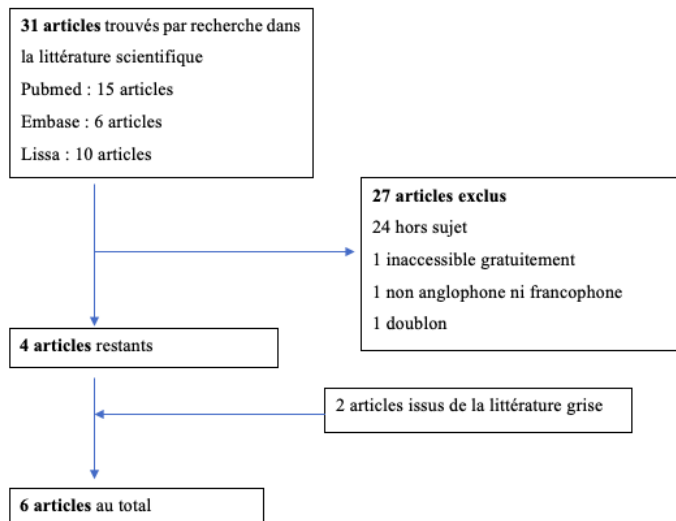 31 articles trouvés par recherche dans
la littérature scientifique
Pubmed : 15 articles
Embase : 6 articles
Lissa : 10 articles
27 articles exclus
24 hors sujet
1 inaccessible gratuitement
1 non anglophone ni francophone
1 doublon
4 articles restants
2 articles issus de la littérature grise
6 articles au total